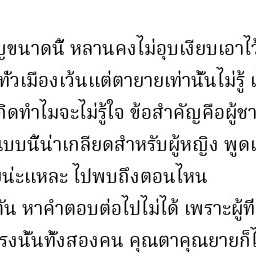 ญขนาดนี้ หลานคงไม่อุบเงียบเอาไว้
ทั่วเมืองเว้นแต่ตายายเท่านั้นไม่รู้ เ
กิดทำไมจะไม่รู้ใจ ข้อสำคัญคือผู้ชา
แบบนี้น่าเกลียดสำหรับผู้หญิง พูดเ
น่ะแหละ ไปพบถึงตอนไหน
ทัน หาคำตอบต่อไปไม่ได้ เพราะผู้ที่
รงนั้นทั้งสองคน คุณตาคุณยายก็ไ